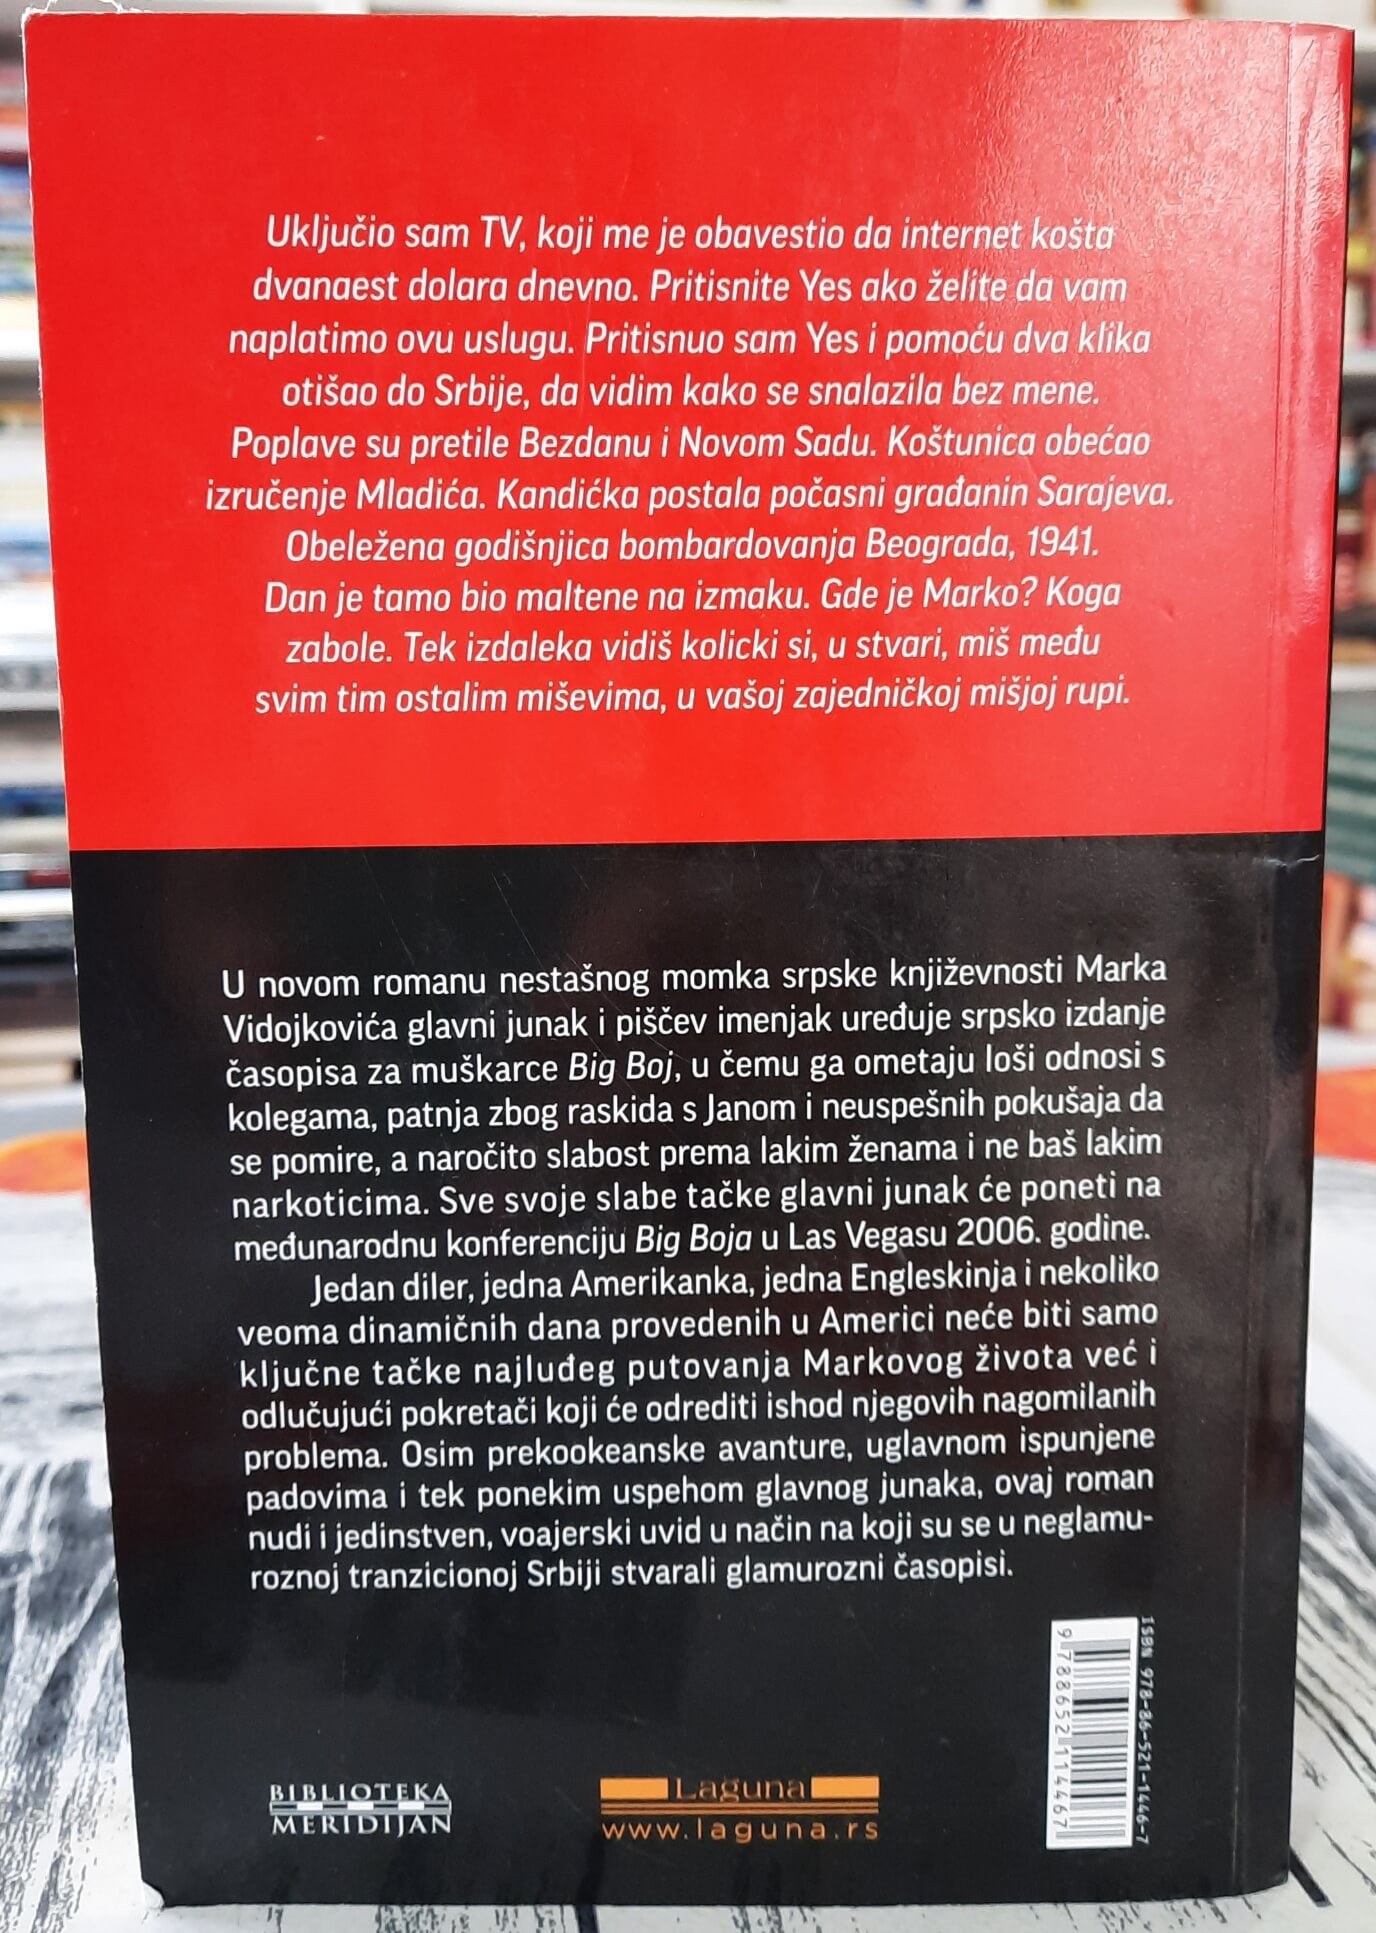 Uključio sam TV, koji me je obavestio da internet košta
dvanaest dolara dnevno. Pritisnite Yes ako želite da vam
naplatimo ovu uslugu. Pritisnuo sam Yes i pomoću dva klika
otišao do Srbije, da vidim kako se snalazila bez mene.
Poplave su pretile Bezdanu i Novom Sadu. Koštunica obećao
izručenje Mladića. Kandićka postala počasni građanin Sarajeva.
Obeležena godišnjica bombardovanja Beograda, 1941.
Dan je tamo bio maltene na izmaku. Gde je Marko? Koga
zabole. Tek izdaleka vidiš kolicki si, u stvari, miš među
svim tim ostalim miševima, u vašoj zajedničkoj mišjoj rupi.
U novom romanu nestašnog momka srpske književnosti Marka
Vidojkovića glavni junak i piščev imenjak uređuje srpsko izdanje
časopisa za muškarce Big Boj, u čemu ga ometaju loši odnosi s
kolegama, patnja zbog raskida s Janom i neuspešnih pokušaja da
se pomire, a naročito slabost prema lakim ženama i ne baš lakim
narkoticima. Sve svoje slabe tačke glavni junak će poneti na
međunarodnu konferenciju Big Boja u Las Vegasu 2006. godine.
Jedan diler, jedna Amerikanka, jedna Engleskinja i nekoliko
veoma dinamičnih dana provedenih u Americi neće biti samo
ključne tačke najluđeg putovanja Markovog života već i
odlučujući pokretači koji će odrediti ishod njegovih nagomilanih
problema. Osim prekookeanske avanture, uglavnom ispunjene
padovima i tek ponekim uspehom glavnog junaka, ovaj roman
nudi i jedinstven, voajerski uvid u način na koji su se u neglamu-
roznoj tranzicionoj Srbiji stvarali glamurozni časopisi.
ISBN 978-86-521-1446-7
9788652114467
BIBLIOTEKA
MERIDIJAN
Laguna
www.laguna.rs